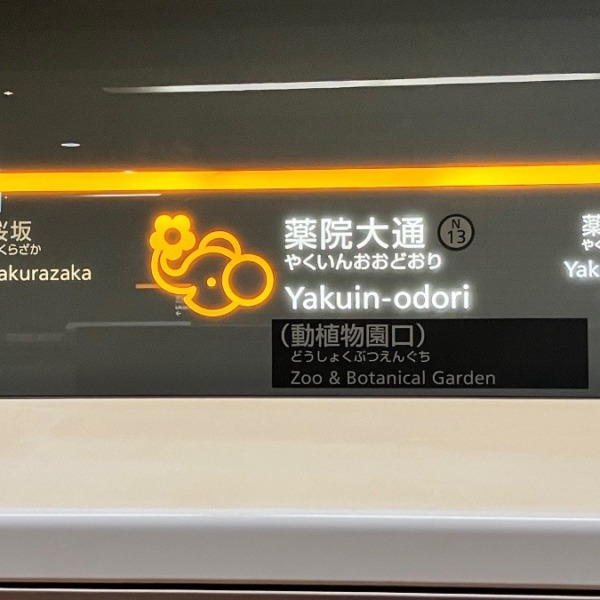 桜坂
くらざか
akurazaka
薬院大通
N
13
やくいんおおどおり
Yakuin-odori
(動植物園口)
どうしょくぶつえんぐち
Zoo & Botanical Garden
薬
やく
Yak